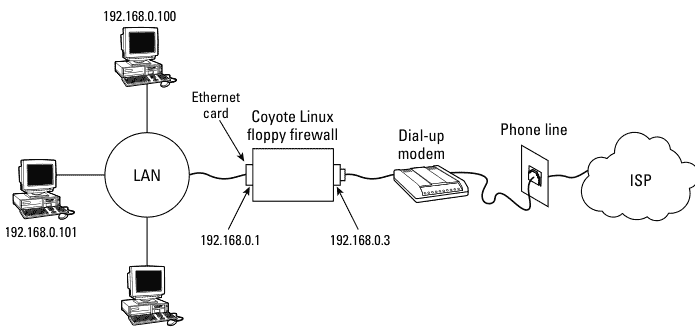 192.168.0.100
Ethernet
card
Coyote Linux
floppy firewall
Dial-up
modem
Phone line
LAN
ISP
192.168.0.101
192.168.0.1
192.168.0.3